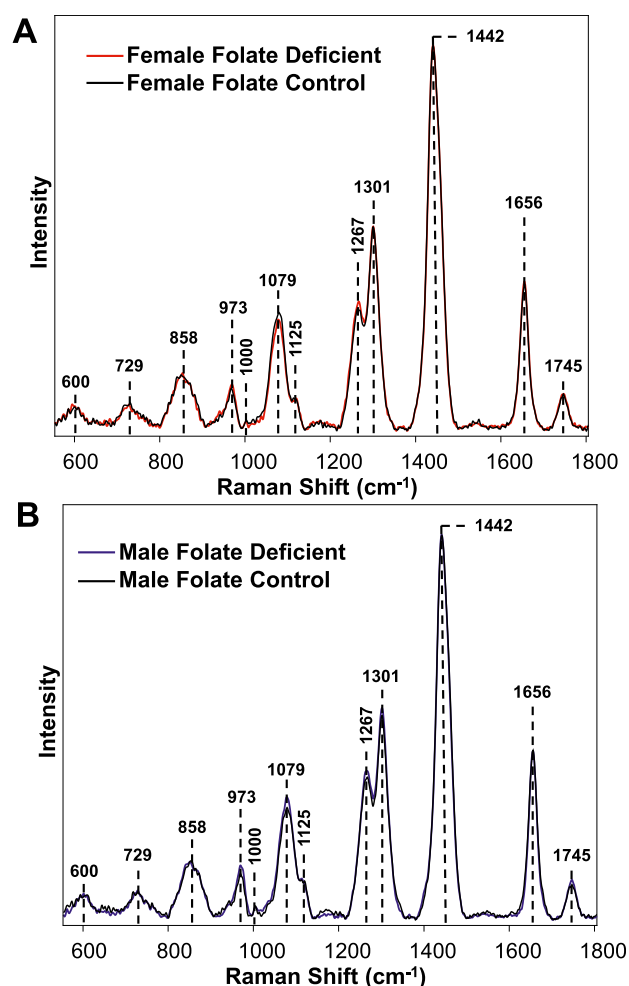 A
Female Folate Deficient
Female Folate Control
1442
1301
1656
1267
1079
973
1125
858
1000
729
600
1745
Intensity
600 800 1000 1200 1400 1600 1800
Raman Shift (cm-1)
B
Male Folate Deficient
Male Folate Control
1442
1301
1656
1267
1079
973
1125
858
1000
729
600
1745
Intensity
600 800 1000 1200 1400 1600 1800
Raman Shift (cm-1)